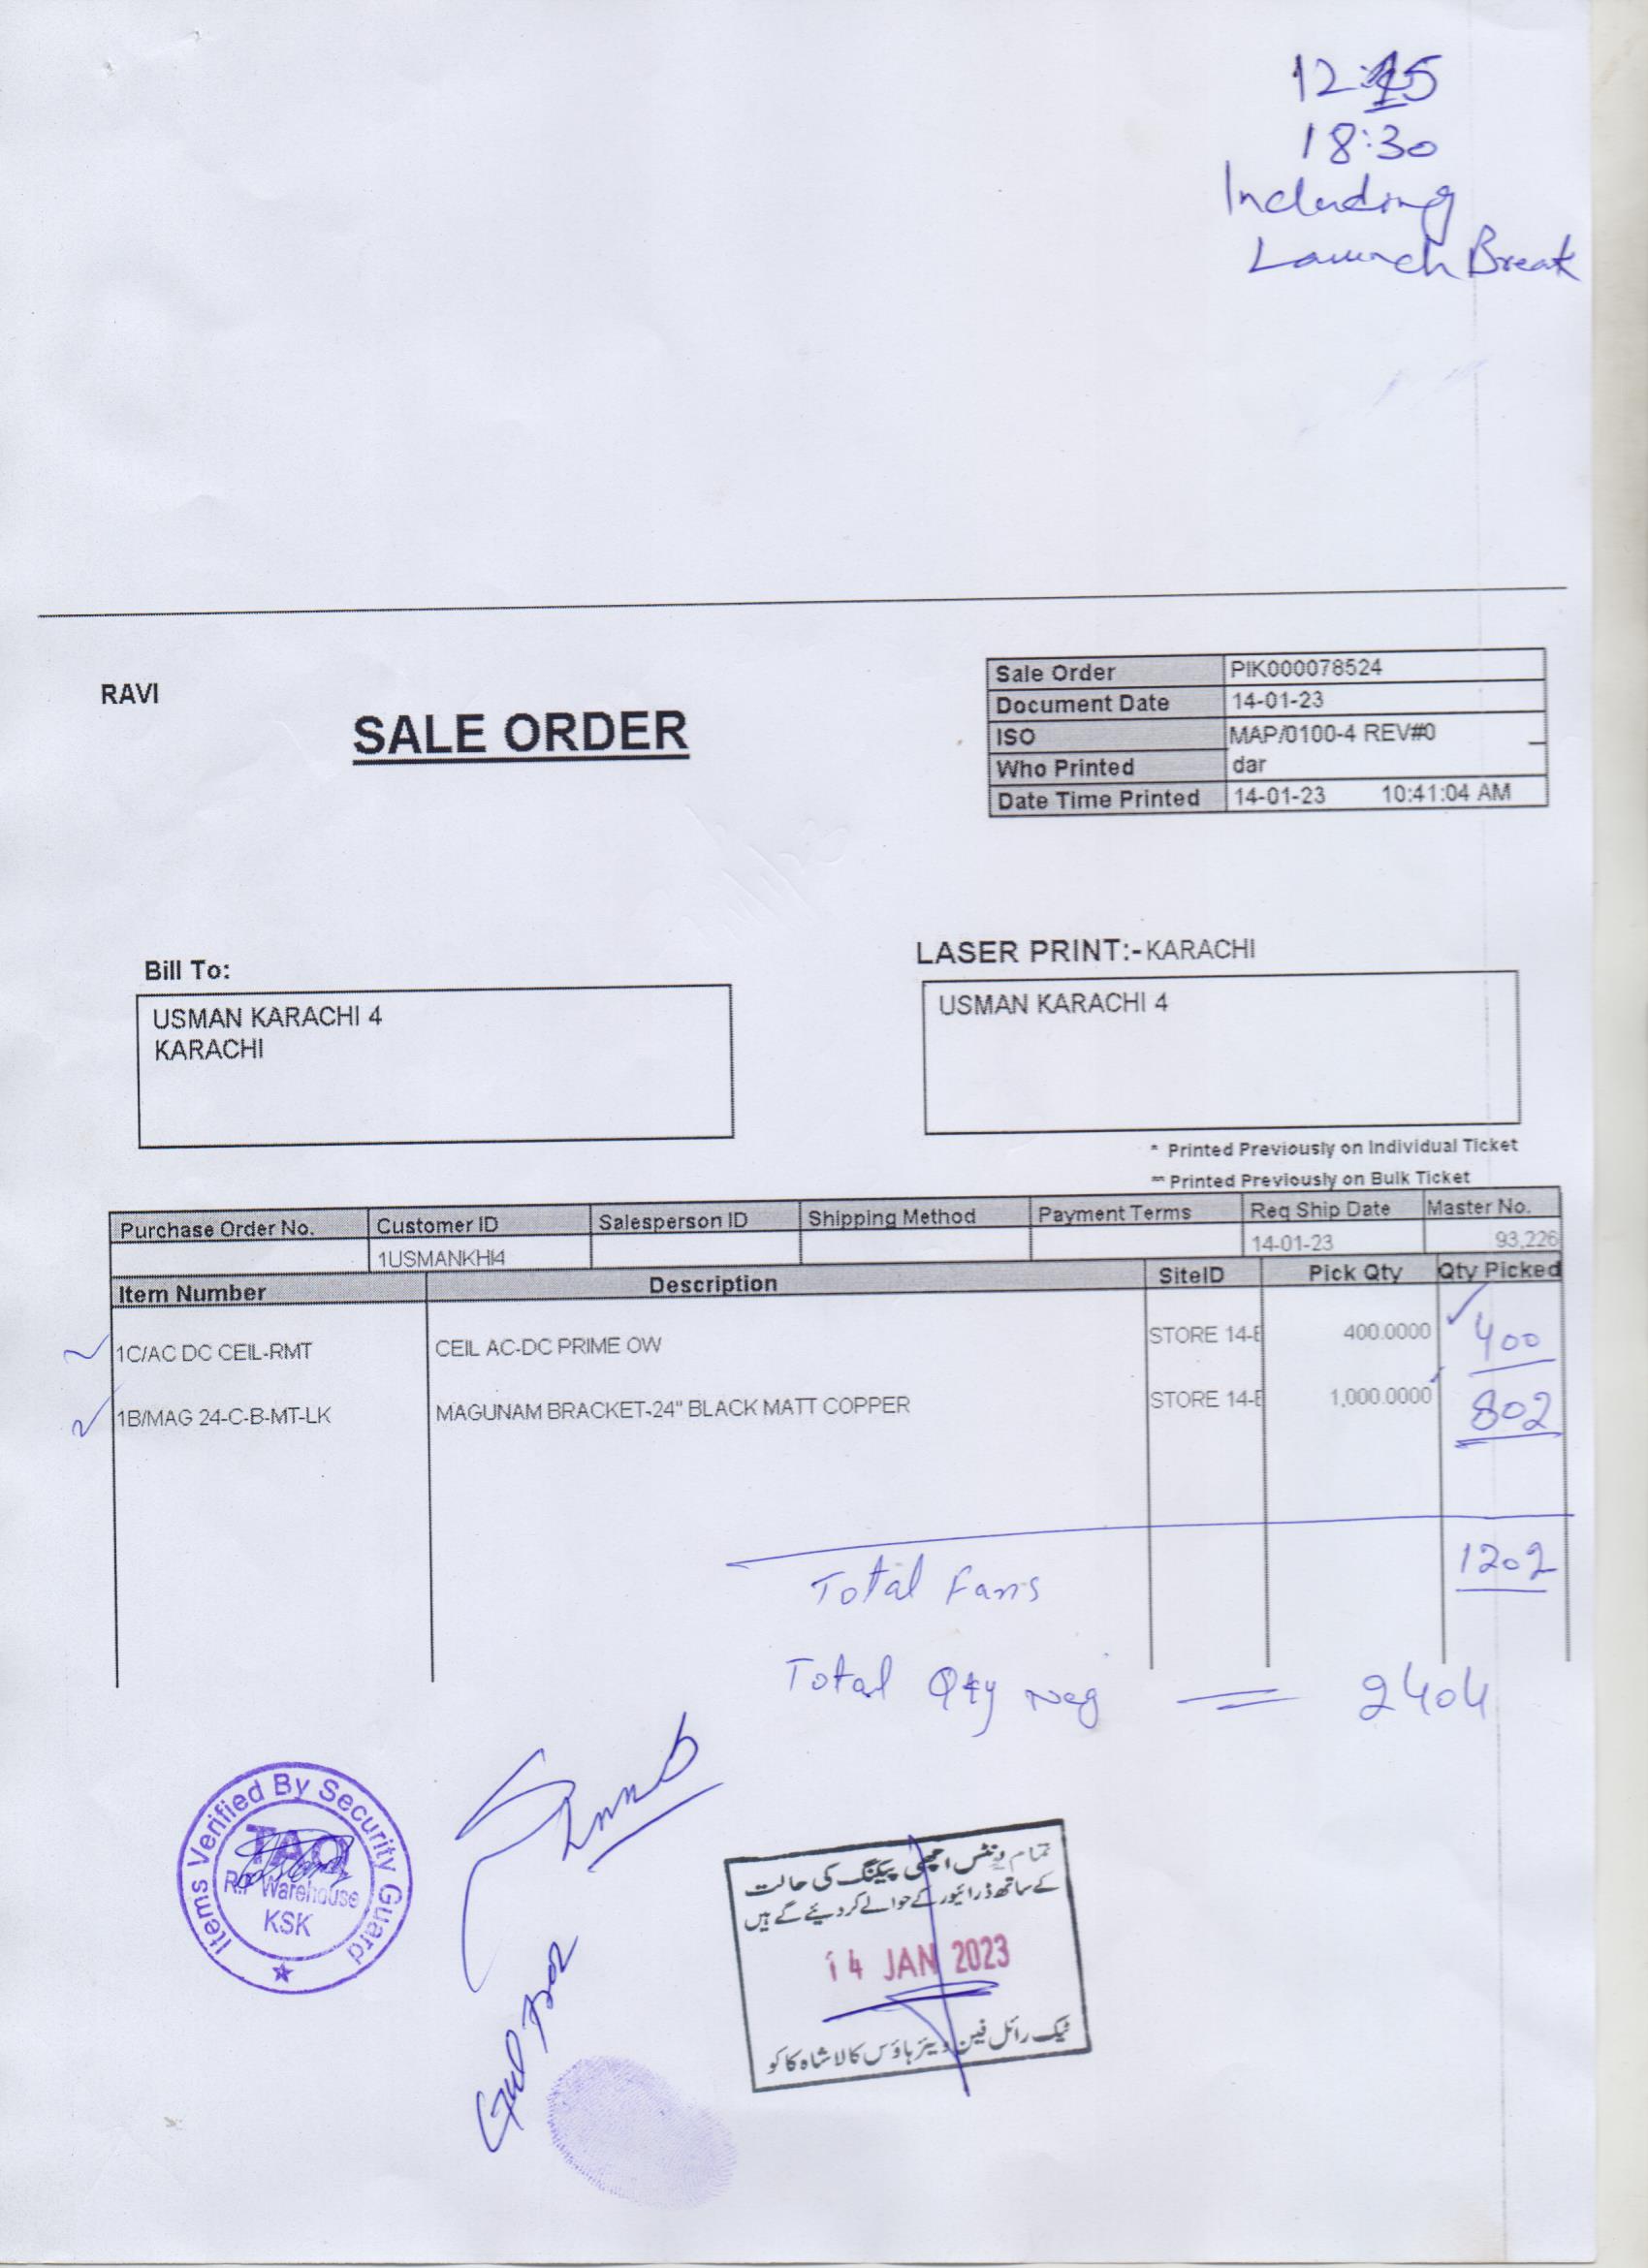 12:15
18:30
Including
Launch Break
RAVI
SALE ORDER
Sale Order PIK000078524
Document Date 14-01-23
ISO MAP/0100-4 REV#0
Who Printed dar
Date Time Printed 14-01-23 10:41:04 AM
Bill To:
USMAN KARACHI 4
KARACHI
LASER PRINT:-KARACHI
USMAN KARACHI 4
* Printed Previously on Individual Ticket
** Printed Previously on Bulk Ticket
Purchase Order No. Customer ID Salesperson ID Shipping Method Payment Terms Req Ship Date Master No.
1USMANKHI4 14-01-23 93,226
Item Number Description SiteID Pick Qty Qty Picked
1C/AC DC CEIL-RMT CEIL AC-DC PRIME OW STORE 14-E 400.0000 400
1B/MAG 24-C-B-MT-LK MAGUNAM BRACKET-24" BLACK MATT COPPER STORE 14-E 1,000.0000 802
Total Fans 1202
Total Qty Nag = 2404
Items Verified By Security Guard
TAQ
R.F Warehouse
KSK
تمام ونٹس اچھی پیکنگ کی حالت
کے ساتھ ڈرائیور کے حوالے کر دیئے گے ہیں
14 JAN 2023
ٹیک رائل فین ویئر ہاؤس کالا شاہ کاکو